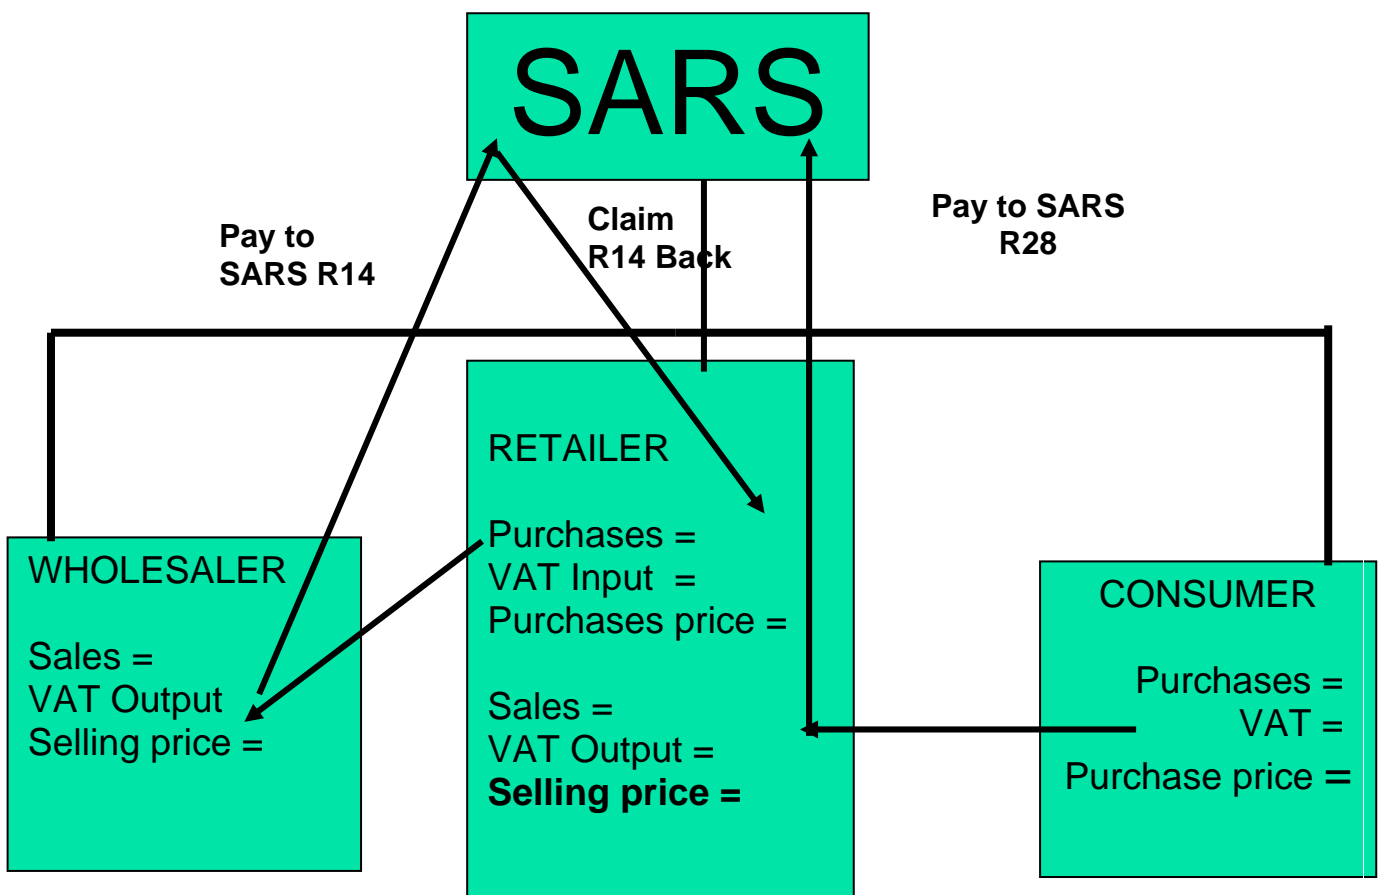 SARS
Pay to
SARS R14
Claim
R14 Back
Pay to SARS
R28
WHOLESALER
Sales =
VAT Output
Selling price =
RETAILER
Purchases =
VAT Input =
Purchases price =
Sales =
VAT Output =
Selling price =
CONSUMER
Purchases =
VAT =
Purchase price =